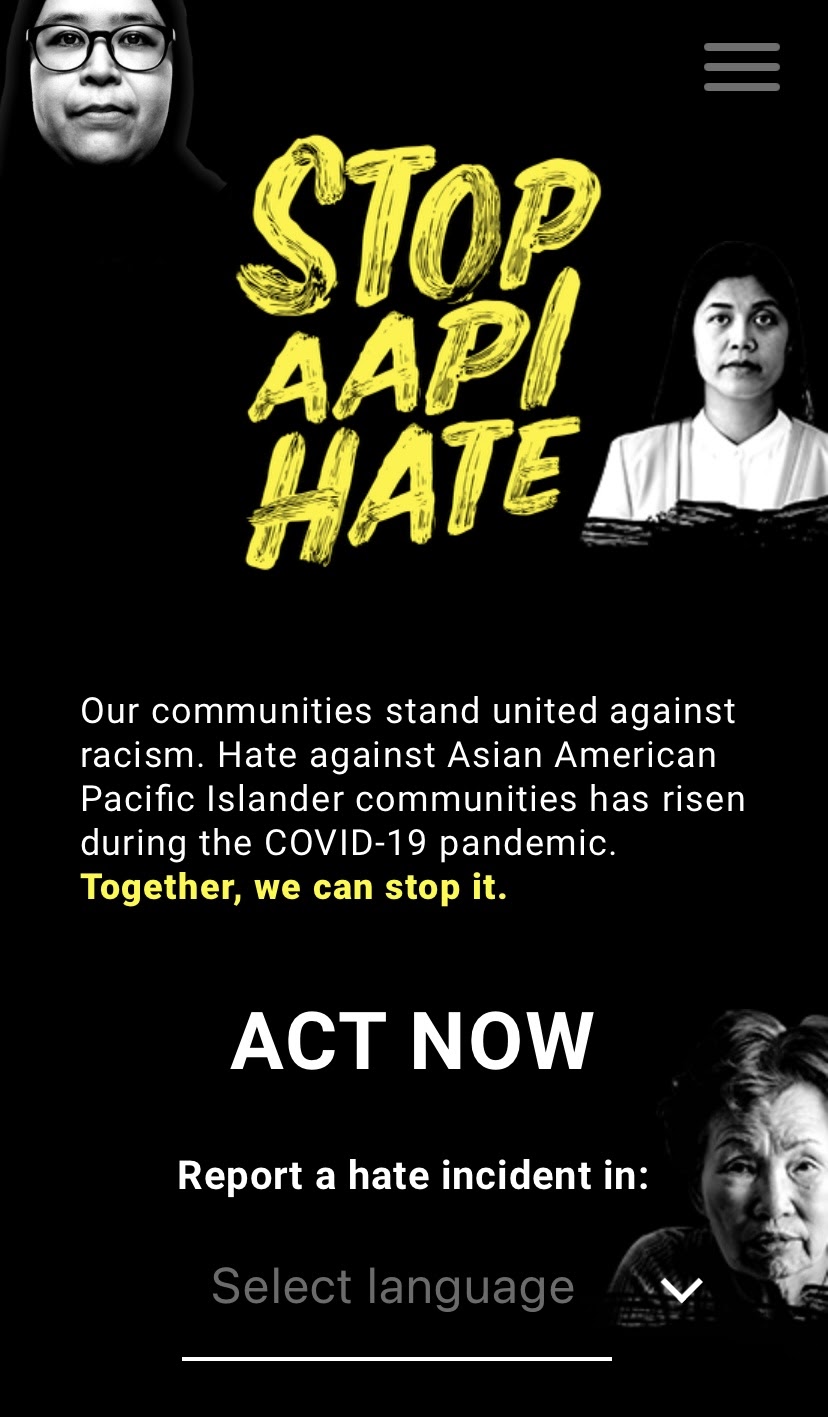 STOP
AAPI
HATE
Our communities stand united against
racism. Hate against Asian American
Pacific Islander communities has risen
during the COVID-19 pandemic.
Together, we can stop it.
ACT NOW
Report a hate incident in:
Select language